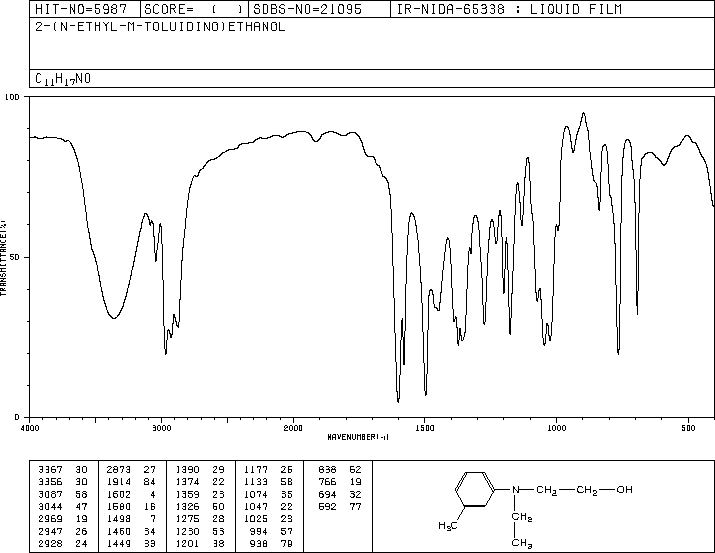 HIT-NO=5987 SCORE= ( ) SDBS-NO=21095 IR-NIDA-65338 : LIQUID FILM
2-(N-ETHYL-M-TOLUIDINO)ETHANOL
C11H17NO
100
50
0
TRANSMITTANCE(%)
4000 3000 2000 1500 1000 500
WAVENUMBER(-1)
3367 30 2873 27 1390 29 1177 25 838 62
3356 30 1914 84 1374 22 1133 58 766 19
3087 58 1602 4 1359 23 1074 35 694 32
3044 47 1580 16 1326 50 1047 22 592 77
2969 19 1498 7 1275 28 1025 23
2947 26 1460 34 1230 53 994 57
2928 24 1449 33 1201 38 938 79
N CH2 CH2 OH
H3C CH2
CH3